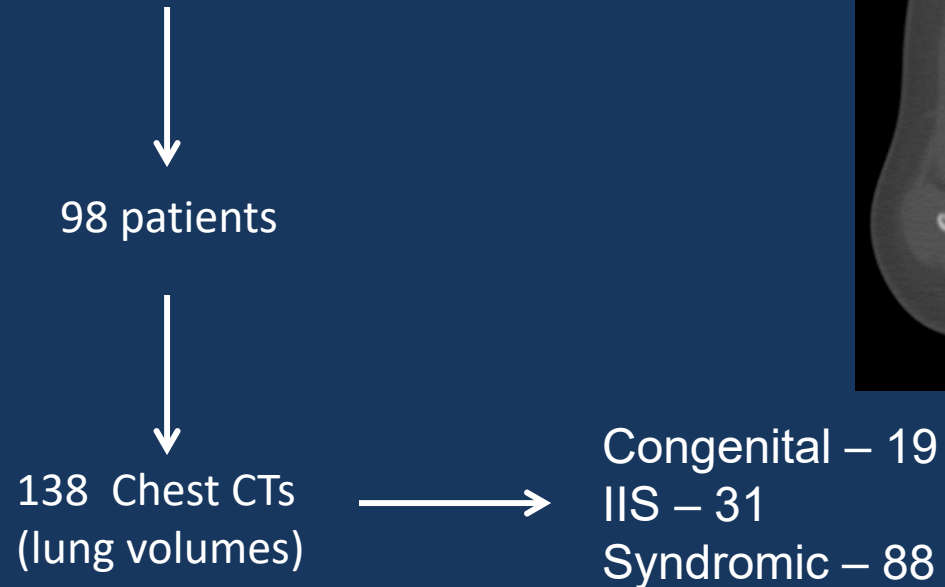 98 patients
138 Chest CTs
(lung volumes)
Congenital – 19
IIS – 31
Syndromic – 88